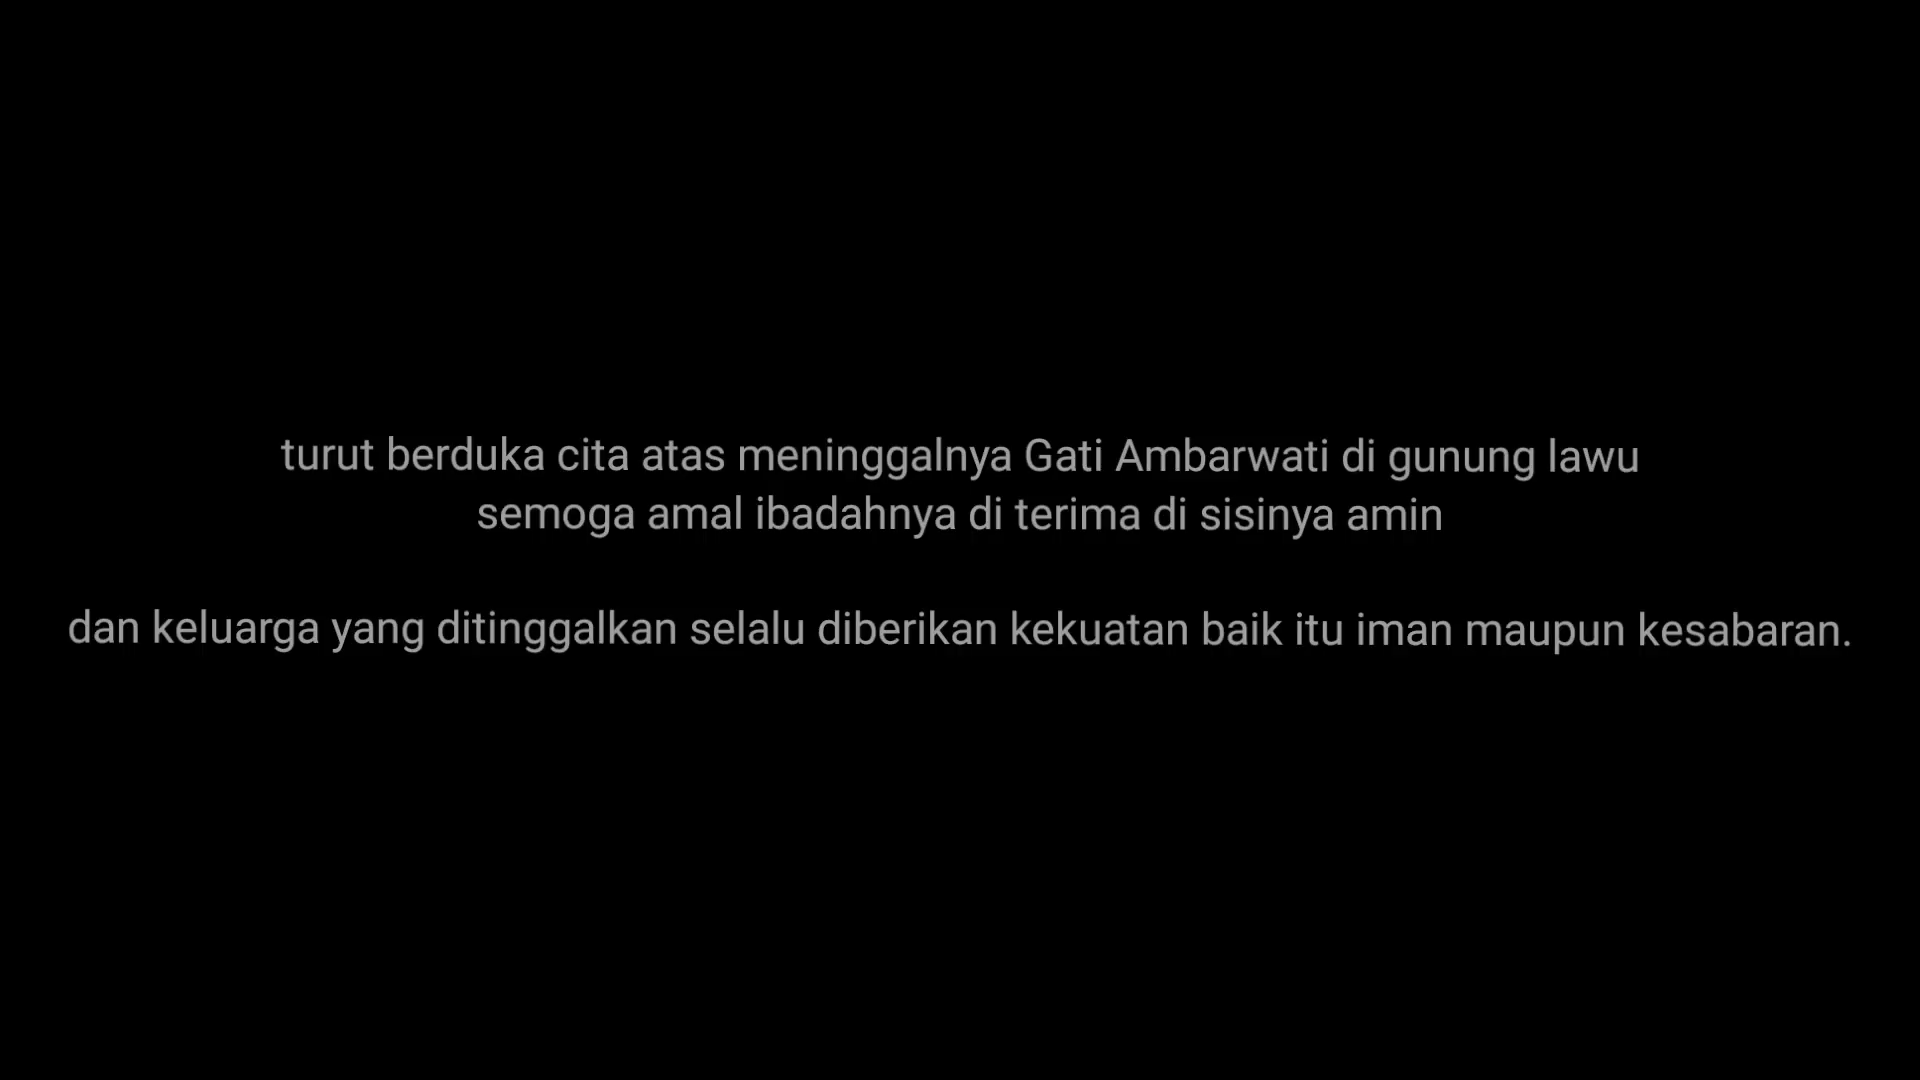 turut berduka cita atas meninggalnya Gati Ambarwati di gunung lawu
semoga amal ibadahnya di terima di sisinya amin
dan keluarga yang ditinggalkan selalu diberikan kekuatan baik itu iman maupun kesabaran.